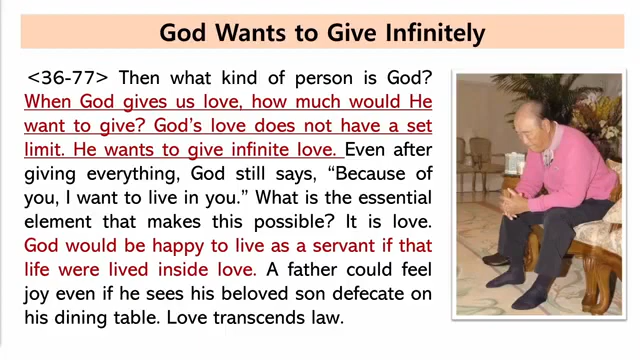 God Wants to Give Infinitely
<36-77> Then what kind of person is God?
When God gives us love, how much would He
want to give? God's love does not have a set
limit. He wants to give infinite love. Even after
giving everything, God still says, “Because of
you, I want to live in you.” What is the essential
element that makes this possible? It is love.
God would be happy to live as a servant if that
life were lived inside love. A father could feel
joy even if he sees his beloved son defecate on
his dining table. Love transcends law.